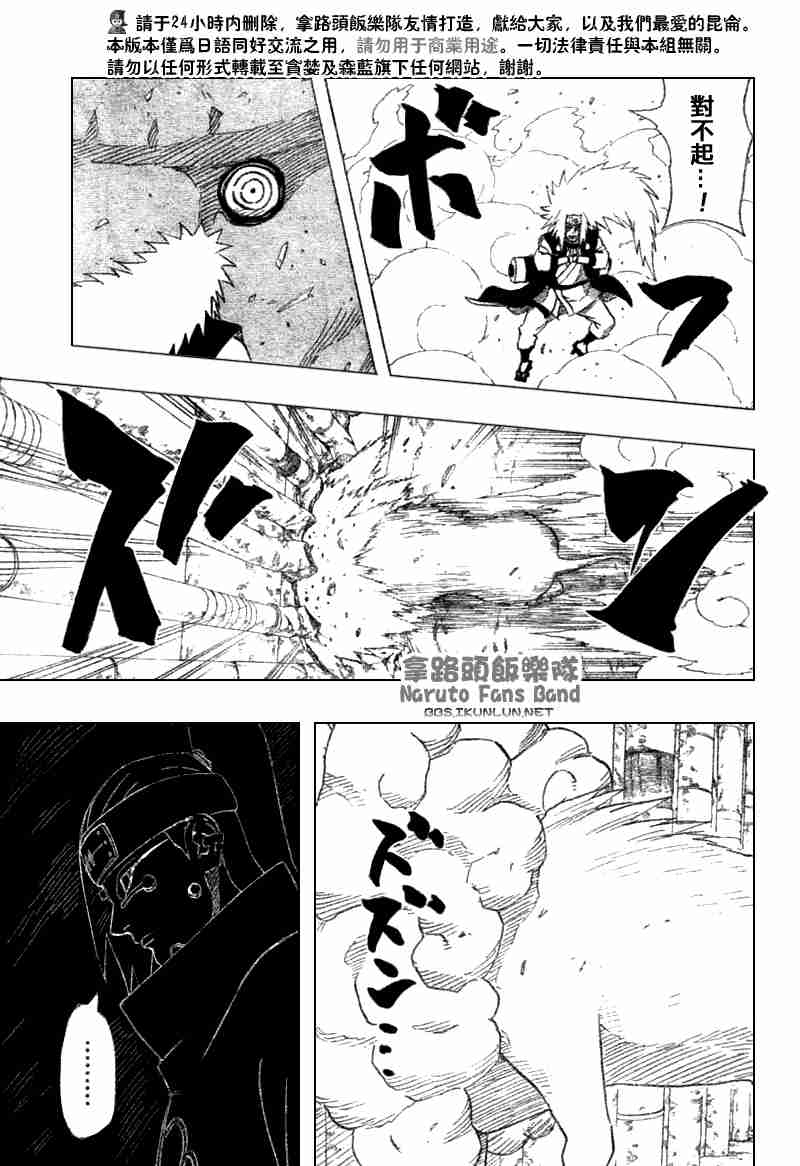 請于24小時内删除，拿路頭飯樂隊友情打造，獻給大家，以及我們最愛的昆侖。
本版本僅爲日語同好交流之用，請勿用于商業用途。一切法律責任與本組無關。
請勿以任何形式轉載至貪婪及森藍旗下任何網站，謝謝。
對不起…！
ボフ
ズズン
拿路頭飯樂隊
Naruto Fans Band
BBS.IKUNLUN.NET
ズズン…
………